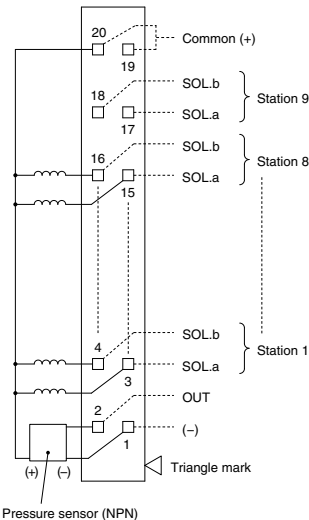 20
Common (+)
19
SOL.b
18
SOL.a
Station 9
17
SOL.b
16
Station 8
SOL.a
15
SOL.b
4
Station 1
SOL.a
3
OUT
2
(−)
1
Triangle mark
(+) (−)
Pressure sensor (NPN)